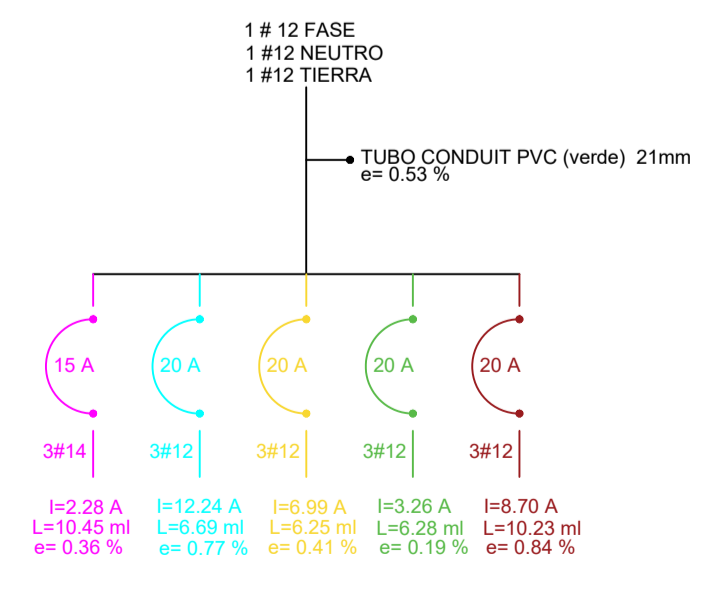 1 # 12 FASE
1 #12 NEUTRO
1 #12 TIERRA
TUBO CONDUIT PVC (verde) 21mm
e= 0.53 %
15 A
20 A
20 A
20 A
20 A
3#14
3#12
3#12
3#12
3#12
I=2.28 A
L=10.45 ml
e= 0.36 %
I=12.24 A
L=6.69 ml
e= 0.77 %
I=6.99 A
L=6.25 ml
e= 0.41 %
I=3.26 A
L=6.28 ml
e= 0.19 %
I=8.70 A
L=10.23 ml
e= 0.84 %